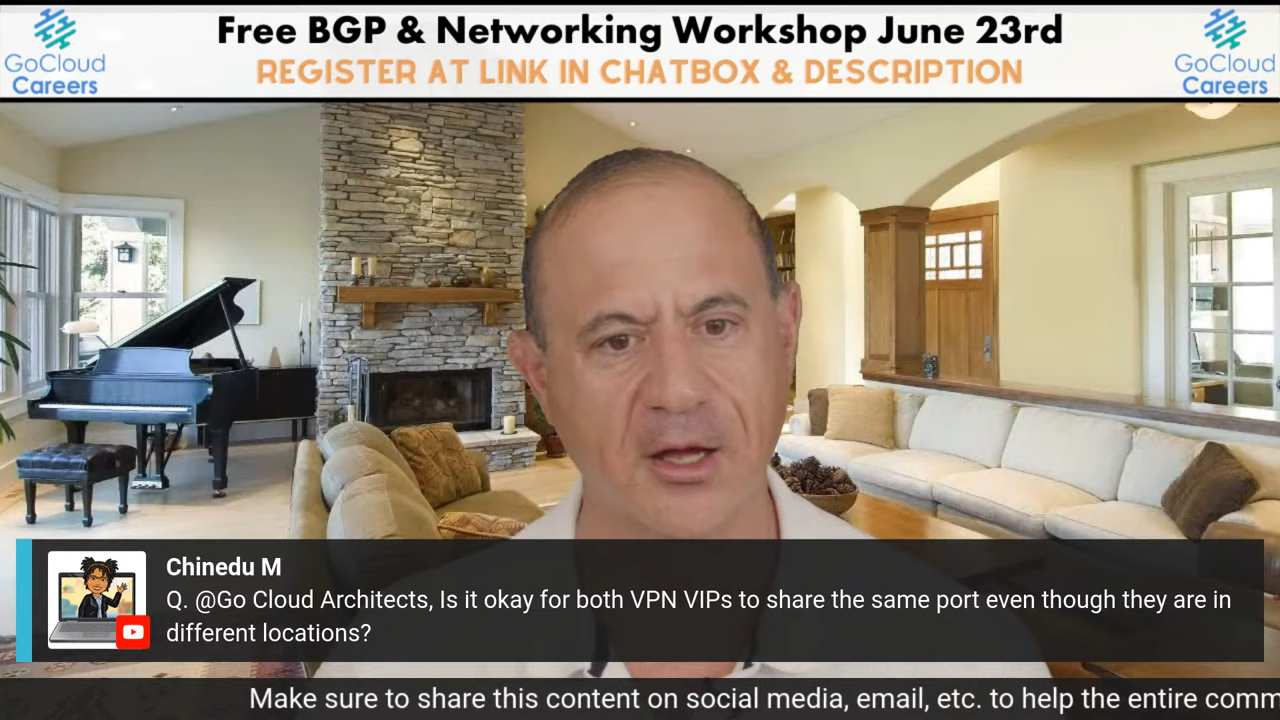 Free BGP & Networking Workshop June 23rd
REGISTER AT LINK IN CHATBOX & DESCRIPTION
GoCloud
Careers
GoCloud
Careers
Chinedu M
Q. @Go Cloud Architects, Is it okay for both VPN VIPs to share the same port even though they are in
different locations?
Make sure to share this content on social media, email, etc. to help the entire comm